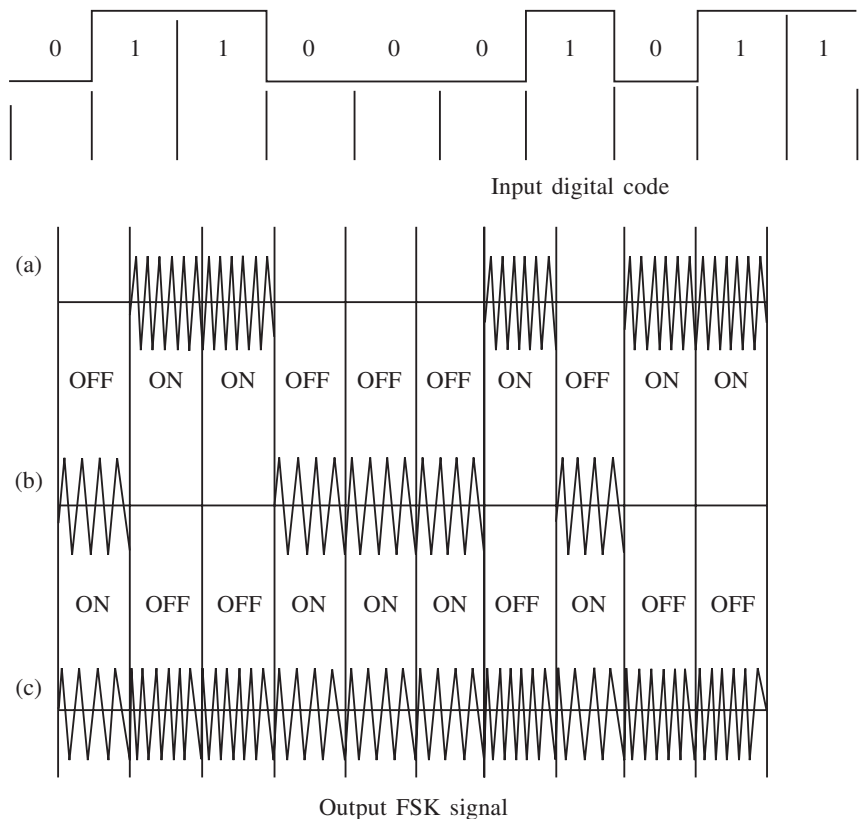 0 1 1 0 0 0 1 0 1 1
Input digital code
(a)
OFF ON ON OFF OFF OFF ON OFF ON ON
(b)
ON OFF OFF ON ON ON OFF ON OFF OFF
(c)
Output FSK signal